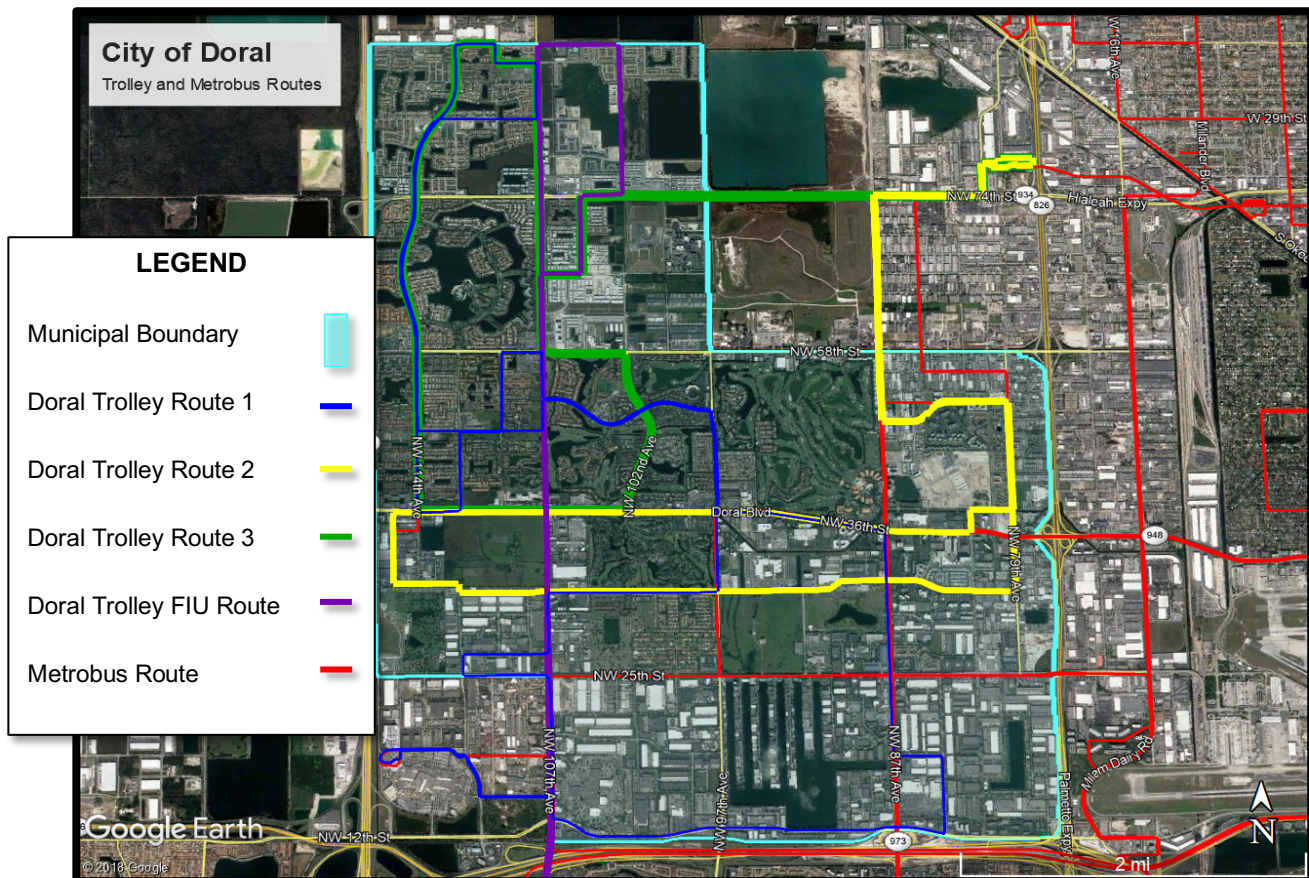 City of Doral
Trolley and Metrobus Routes
W 16th Ave
W 29th St
Milander Blvd
NW 74th St
934
826
Hialeah Expy
LEGEND
Municipal Boundary
Doral Trolley Route 1
Doral Trolley Route 2
Doral Trolley Route 3
Doral Trolley FIU Route
Metrobus Route
NW 58th St
NW 114th Ave
NW 102nd Ave
Doral Blvd
NW 36th St
NW 79th Ave
948
NW 25th St
NW 107th Ave
NW 97th Ave
NW 87th Ave
Milam Dairy Rd
Palmetto Expy
Google Earth
NW 12th St
973
N
© 2018 Google
2 mi